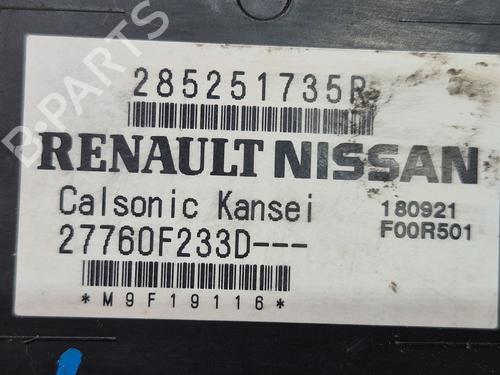 B-PARTS
285251735R
RENAULT NISSAN
Calsonic Kansei
180921
27760F233D---
F00R501
*M9F19116*